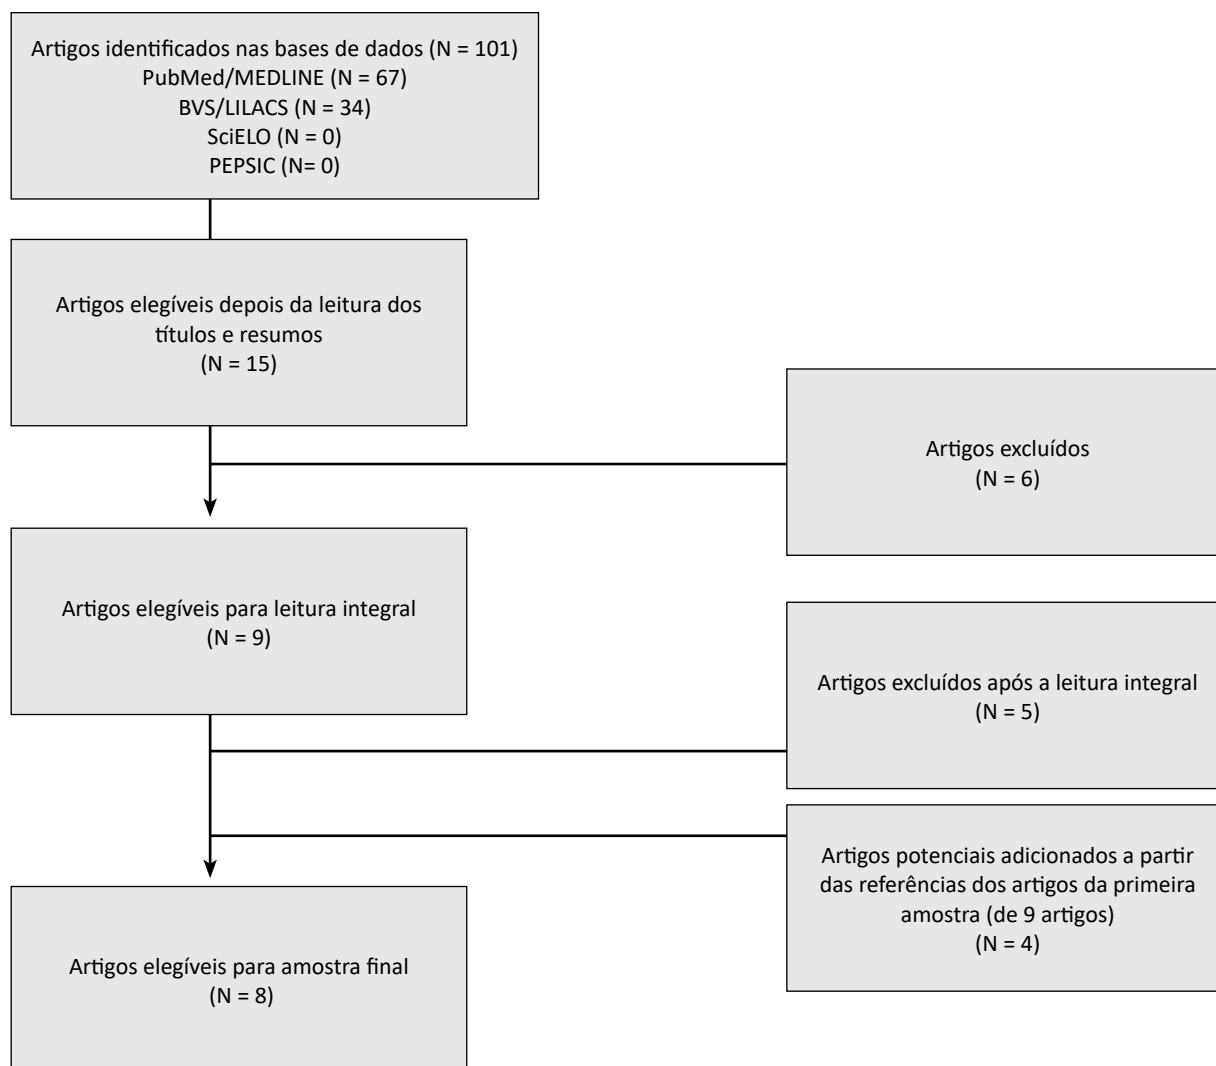 Artigos identificados nas bases de dados (N = 101)
PubMed/MEDLINE (N = 67)
BVS/LILACS (N = 34)
SciELO (N = 0)
PEPSIC (N= 0)
Artigos elegíveis depois da leitura dos
títulos e resumos
(N = 15)
Artigos excluídos
(N = 6)
Artigos elegíveis para leitura integral
(N = 9)
Artigos excluídos após a leitura integral
(N = 5)
Artigos potenciais adicionados a partir
das referências dos artigos da primeira
amostra (de 9 artigos)
(N = 4)
Artigos elegíveis para amostra final
(N = 8)